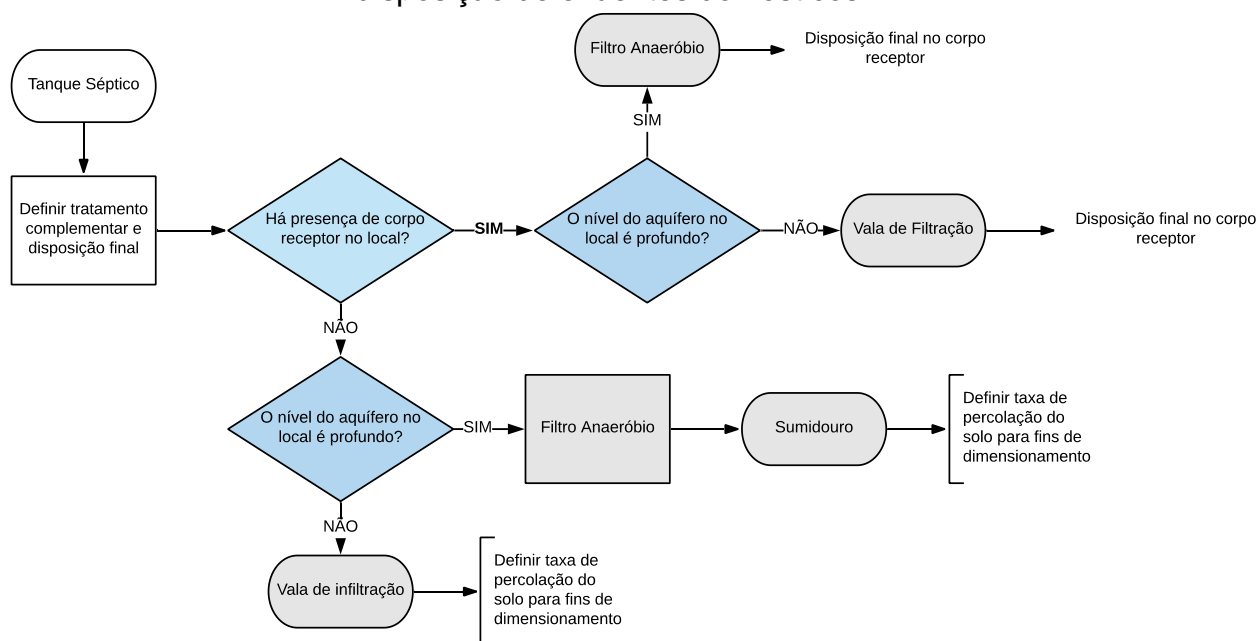 Filtro Anaeróbio
Disposição final no corpo
receptor
Tanque Séptico
SIM
Definir tratamento
complementar e
disposição final
Há presença de corpo
receptor no local?
SIM
O nível do aquífero no
local é profundo?
NÃO
Vala de Filtração
Disposição final no corpo
receptor
NÃO
O nível do aquífero no
local é profundo?
SIM
Filtro Anaeróbio
Sumidouro
Definir taxa de
percolação do
solo para fins de
dimensionamento
NÃO
Vala de infiltração
Definir taxa de
percolação do
solo para fins de
dimensionamento